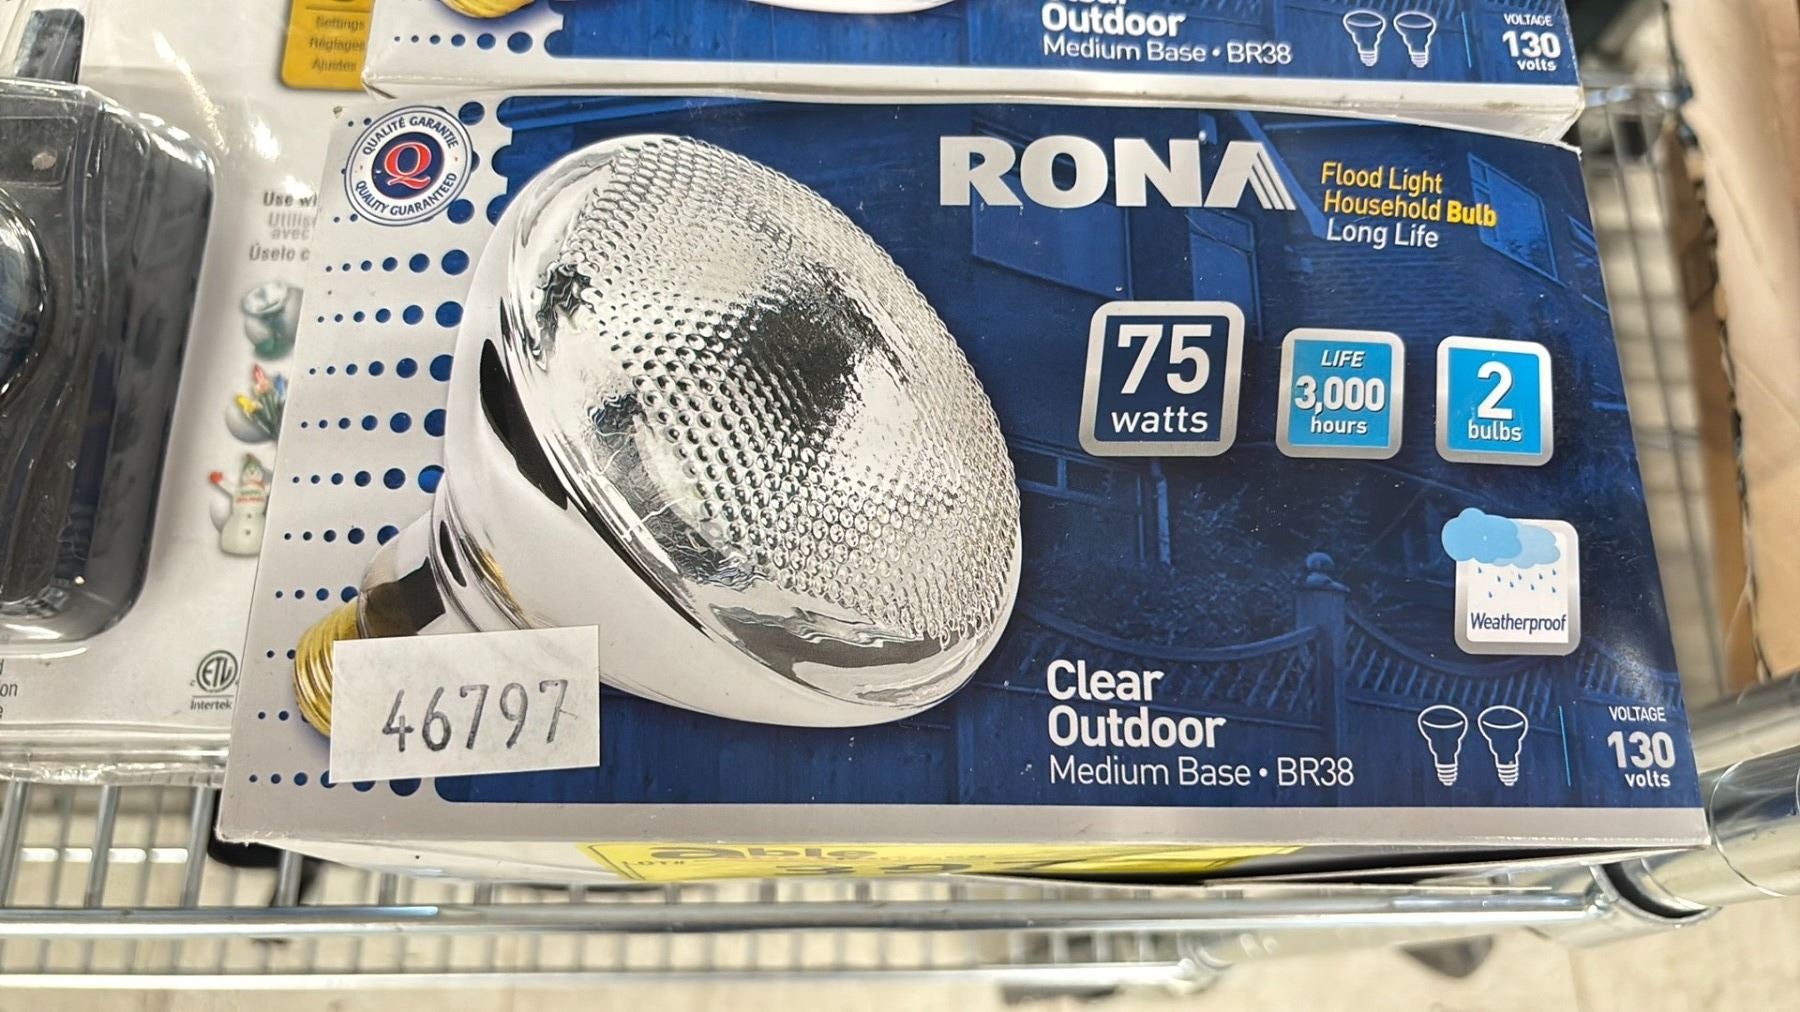 Settings
Réglages
Ajustes
Outdoor
Medium Base • BR38
VOLTAGE
130
volts
QUALITÉ GARANTIE
Q
QUALITY GUARANTEED
RONA
Flood Light
Household Bulb
Long Life
Use
Utilis
avec
Úselo c
75
watts
LIFE
3,000
hours
2
bulbs
Weatherproof
ETL
Intertek
46797
Clear
Outdoor
Medium Base • BR38
VOLTAGE
130
volts
LOT#